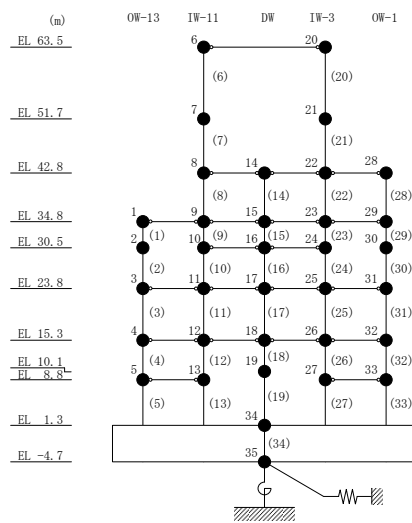 (m) OW-13 IW-11 DW IW-3 OW-1
EL 63.5 6 20
(6) (20)
EL 51.7 7 21
(7) (21)
EL 42.8 8 14 22 28
(8) (14) (22) (28)
EL 34.8 1 9 15 23 29
(1) (9) (15) (23) (29)
EL 30.5 2 10 16 24 30
(2) (10) (16) (24) (30)
EL 23.8 3 11 17 25 31
(3) (11) (17) (25) (31)
EL 15.3 4 12 18 26 32
(4) (12) (18) (26) (32)
EL 10.1 19
EL 8.8 5 13 27 33
(5) (13) (19) (27) (33)
EL 1.3 34
(34)
EL -4.7 35